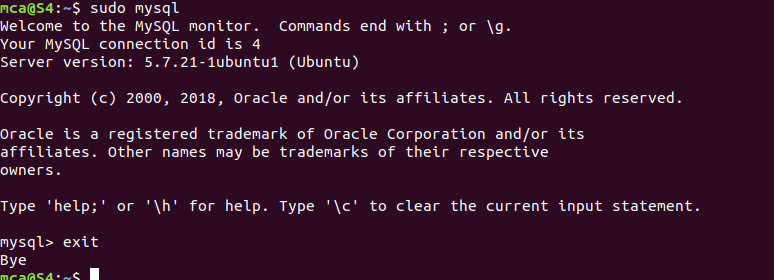 mca@S4:~$ sudo mysql
Welcome to the MySQL monitor.  Commands end with ; or \g.
Your MySQL connection id is 4
Server version: 5.7.21-1ubuntu1 (Ubuntu)
Copyright (c) 2000, 2018, Oracle and/or its affiliates. All rights reserved.
Oracle is a registered trademark of Oracle Corporation and/or its
affiliates. Other names may be trademarks of their respective
owners.
Type 'help;' or '\h' for help. Type '\c' to clear the current input statement.
mysql> exit
Bye
mca@S4:~$